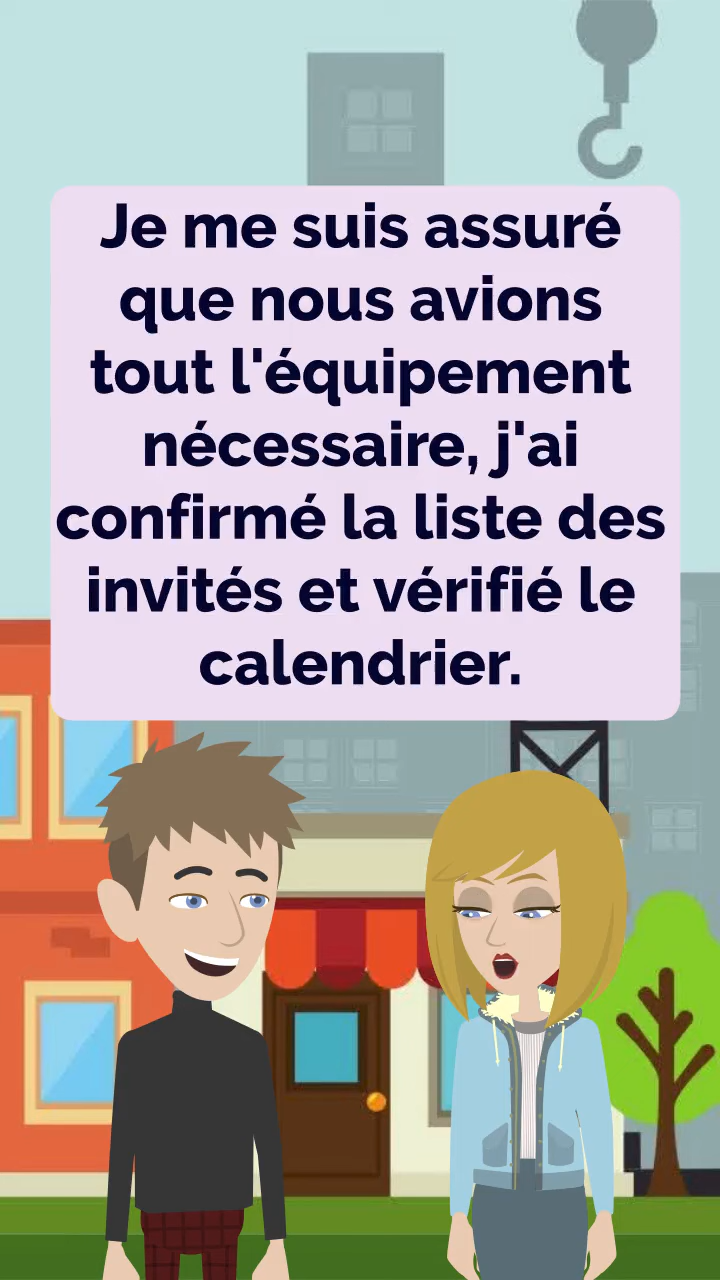 Je me suis assuré
que nous avions
tout l'équipement
nécessaire, j'ai
confirmé la liste des
invités et vérifié le
calendrier.